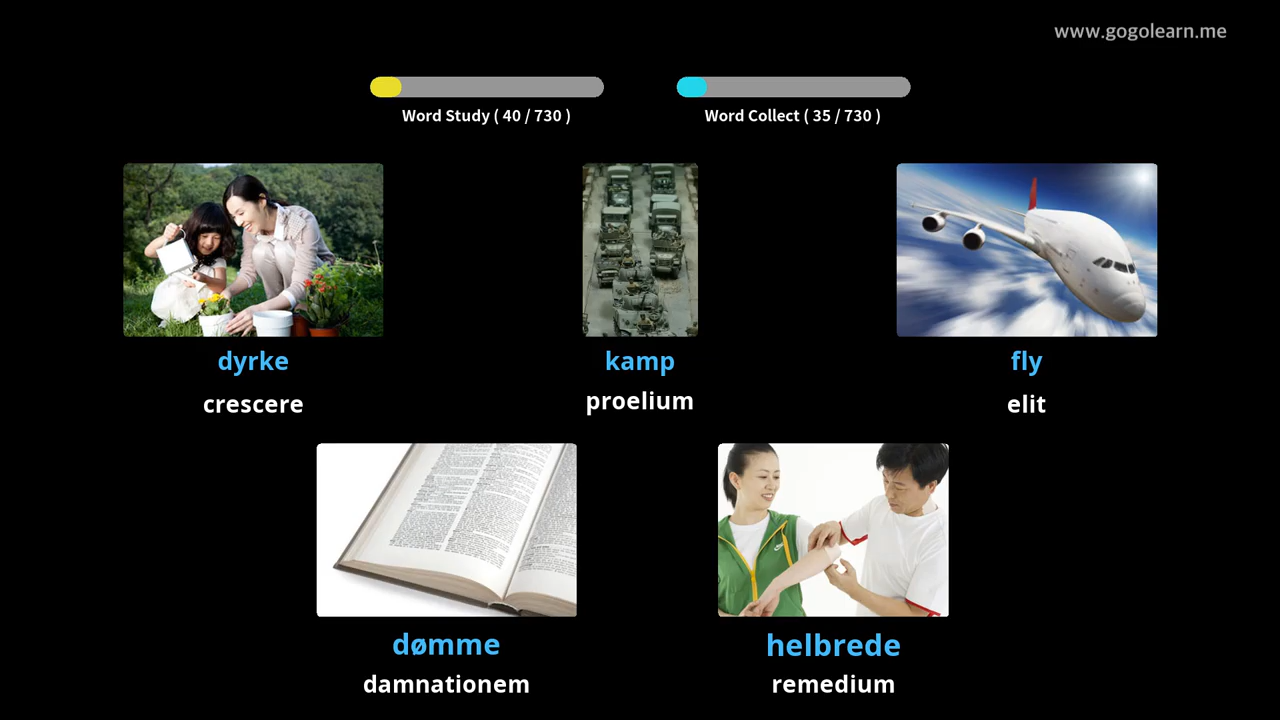 www.gogolearn.me
Word Study ( 40 / 730 )
Word Collect ( 35 / 730 )
dyrke
kamp
fly
crescere
proelium
elit
dømme
helbrede
damnationem
remedium